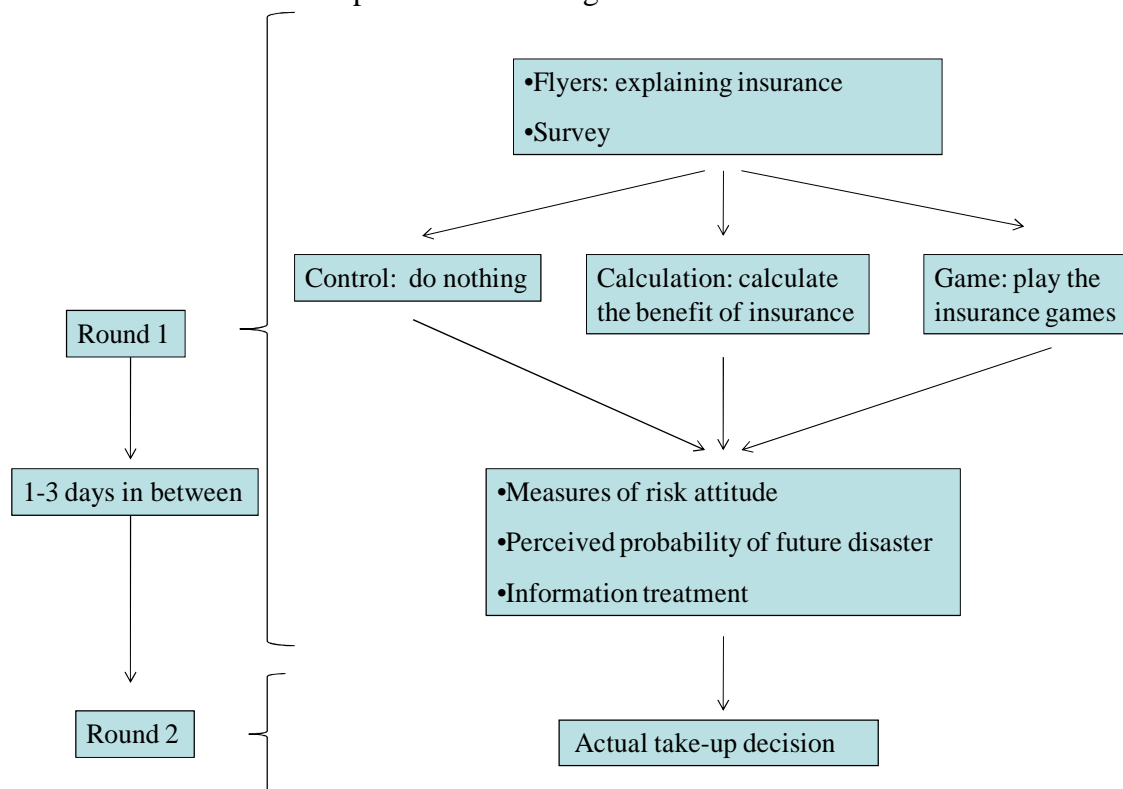 •Flyers: explaining insurance
•Survey
Control: do nothing
Calculation: calculate
the benefit of insurance
Game: play the
insurance games
Round 1
1-3 days in between
•Measures of risk attitude
•Perceived probability of future disaster
•Information treatment
Round 2
Actual take-up decision